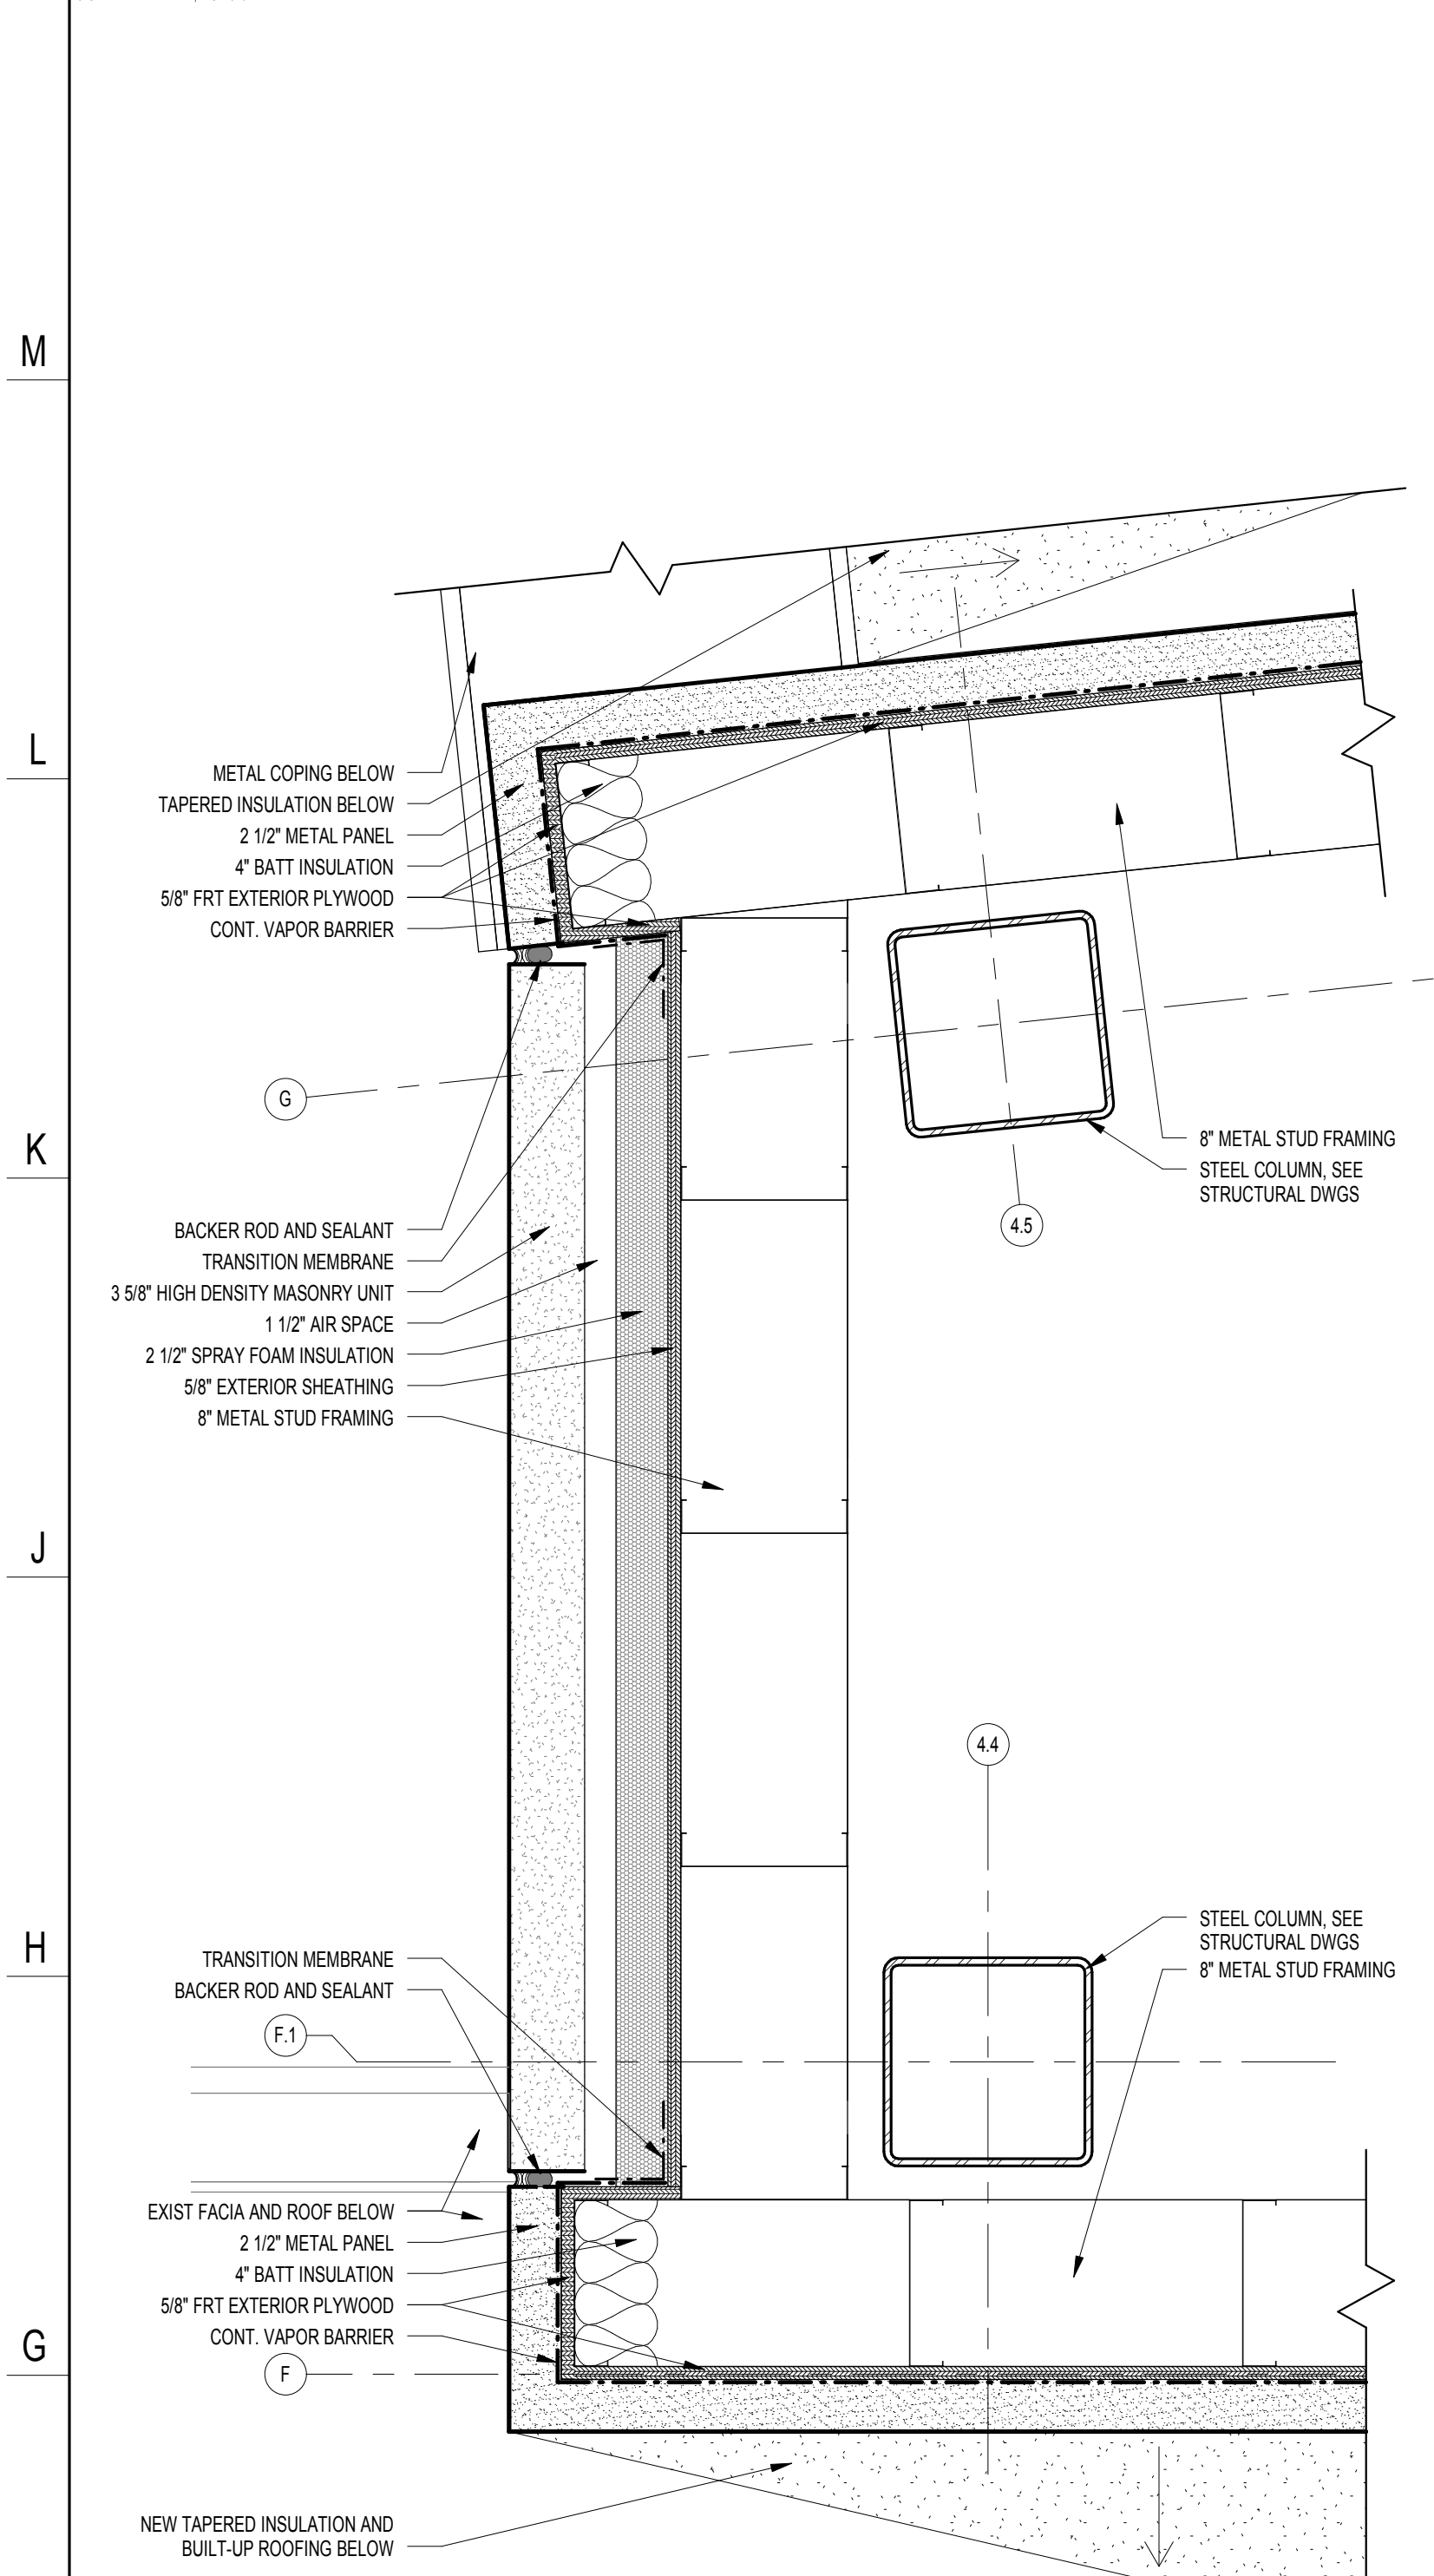 M
L
METAL COPING BELOW
TAPERED INSULATION BELOW
2 1/2" METAL PANEL
4" BATT INSULATION
5/8" FRT EXTERIOR PLYWOOD
CONT. VAPOR BARRIER
G
K
8" METAL STUD FRAMING
STEEL COLUMN, SEE
STRUCTURAL DWGS
4.5
BACKER ROD AND SEALANT
TRANSITION MEMBRANE
3 5/8" HIGH DENSITY MASONRY UNIT
1 1/2" AIR SPACE
2 1/2" SPRAY FOAM INSULATION
5/8" EXTERIOR SHEATHING
8" METAL STUD FRAMING
J
4.4
H
STEEL COLUMN, SEE
STRUCTURAL DWGS
8" METAL STUD FRAMING
TRANSITION MEMBRANE
BACKER ROD AND SEALANT
F.1
EXIST FACIA AND ROOF BELOW
2 1/2" METAL PANEL
4" BATT INSULATION
5/8" FRT EXTERIOR PLYWOOD
CONT. VAPOR BARRIER
G
F
NEW TAPERED INSULATION AND
BUILT-UP ROOFING BELOW